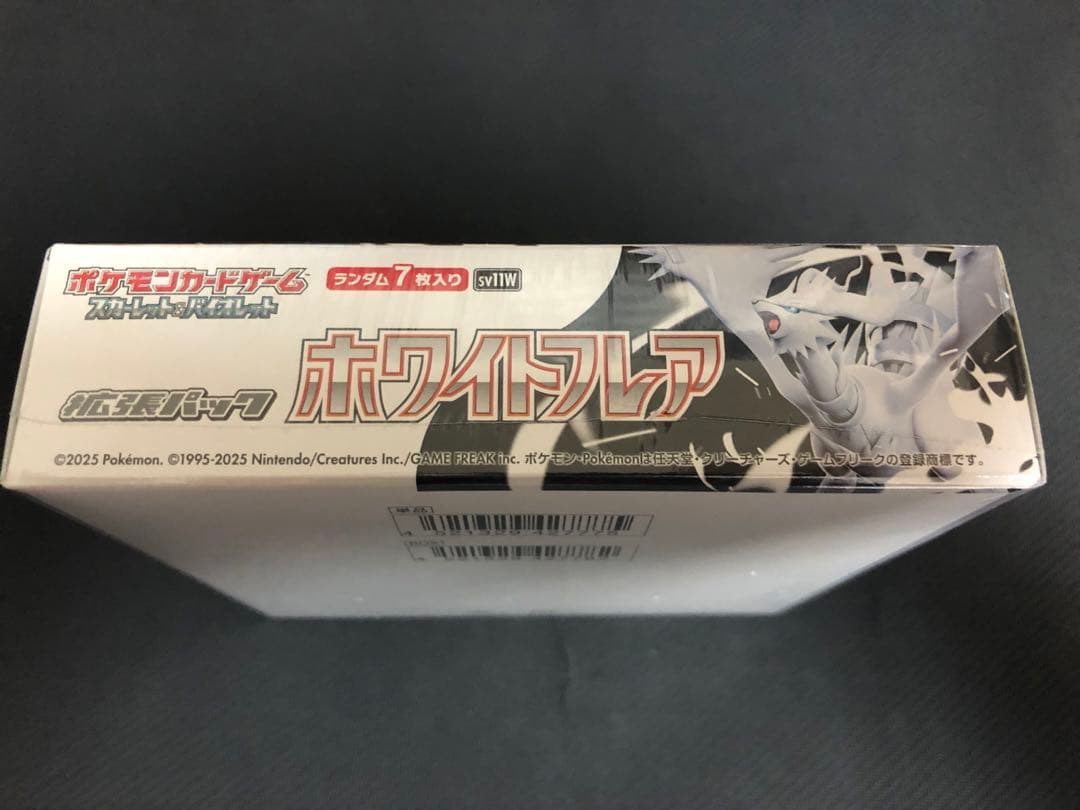 ポケモンカードゲーム™
スカーレット&バイオレット
ランダム7枚入り
sv11W
拡張パック
ホワイトフレア
©2025 Pokémon. ©1995-2025 Nintendo/Creatures Inc./GAME FREAK inc. ポケモン・Pokémonは任天堂・クリーチャーズ・ゲームフリークの登録商標です。
単品